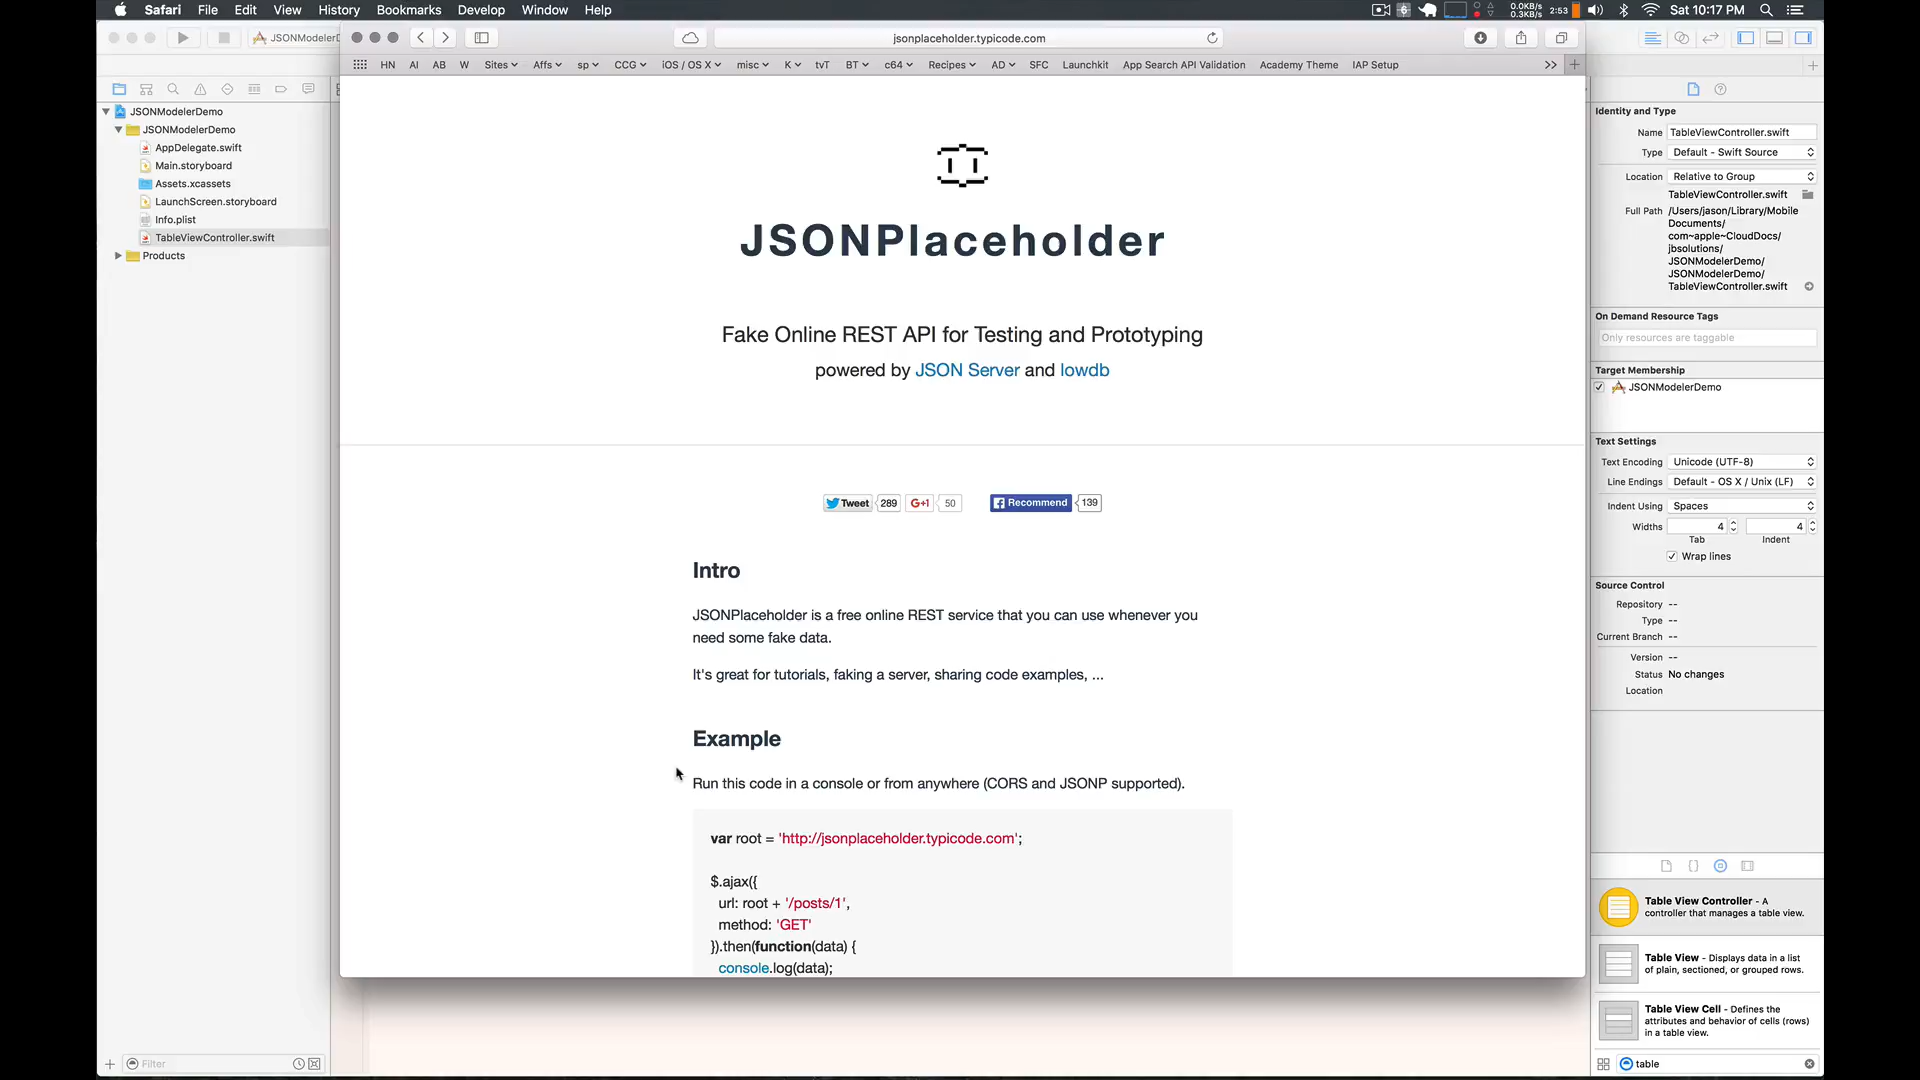 Safari File Edit View History Bookmarks Develop Window Help
0.0KB/s
0.3KB/s
2:53
Sat 10:17 PM
JSONModelerD
jsonplaceholder.typicode.com
HN AI AB W Sites Affs sp CCG iOS / OS X misc K tvT BT c64 Recipes AD SFC Launchkit App Search API Validation Academy Theme IAP Setup
JSONModelerDemo
JSONModelerDemo
AppDelegate.swift
Main.storyboard
Assets.xcassets
LaunchScreen.storyboard
Info.plist
TableViewController.swift
Products
Filter
JSONPlaceholder
Fake Online REST API for Testing and Prototyping
powered by JSON Server and lowdb
Tweet 289 G+1 50 Recommend 139
Intro
JSONPlaceholder is a free online REST service that you can use whenever you
need some fake data.
It's great for tutorials, faking a server, sharing code examples, ...
Example
Run this code in a console or from anywhere (CORS and JSONP supported).
var root = 'http://jsonplaceholder.typicode.com';
$.ajax({
url: root + '/posts/1',
method: 'GET'
}).then(function(data) {
console.log(data);
Identity and Type
Name TableViewController.swift
Type Default - Swift Source
Location Relative to Group
TableViewController.swift
Full Path /Users/jason/Library/Mobile
Documents/
com~apple~CloudDocs/
jbsolutions/
JSONModelerDemo/
JSONModelerDemo/
TableViewController.swift
On Demand Resource Tags
Only resources are taggable
Target Membership
JSONModelerDemo
Text Settings
Text Encoding Unicode (UTF-8)
Line Endings Default - OS X / Unix (LF)
Indent Using Spaces
Widths 4 4
Tab Indent
Wrap lines
Source Control
Repository --
Type --
Current Branch --
Version --
Status No changes
Location
Table View Controller - A
controller that manages a table view.
Table View - Displays data in a list
of plain, sectioned, or grouped rows.
Table View Cell - Defines the
attributes and behavior of cells (rows)
in a table view.
table